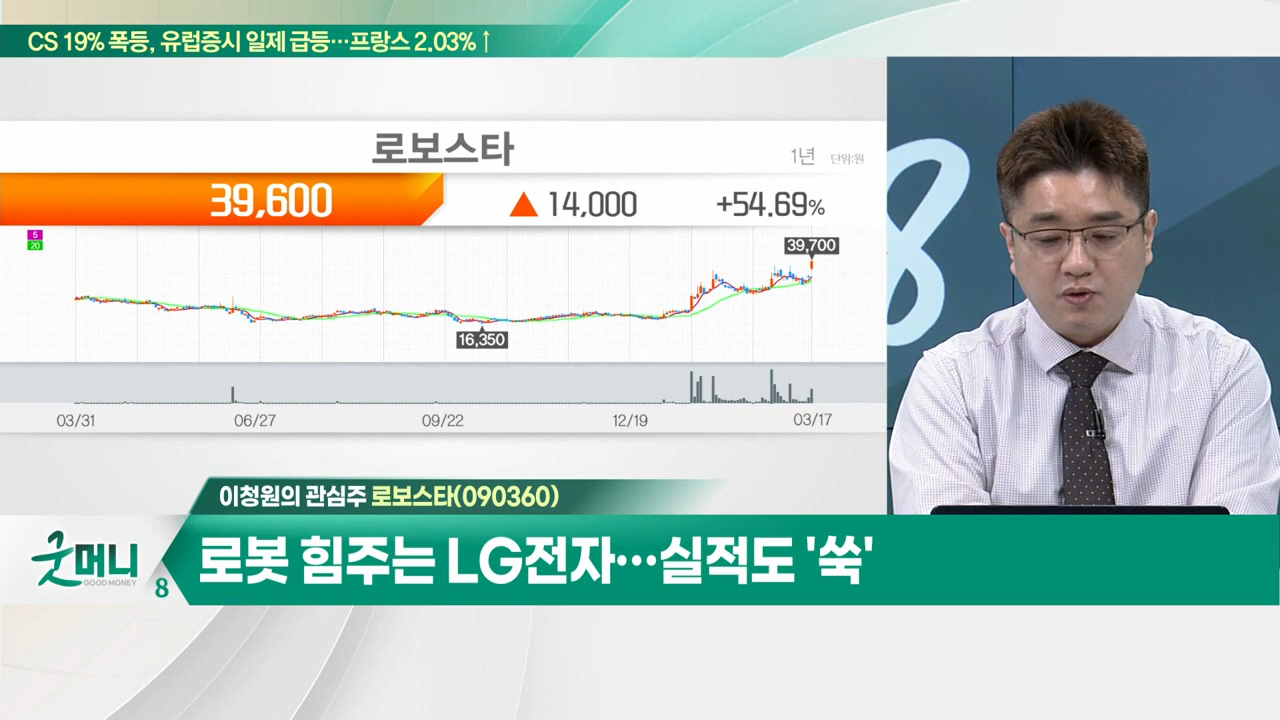 CS 19% 폭등, 유럽증시 일제 급등…프랑스 2.03%↑
로보스타
1년 단위:원
39,600 ▲ 14,000 +54.69%
5
20
39,700
16,350
03/31 06/27 09/22 12/19 03/17
이청원의 관심주 로보스타(090360)
로봇 힘주는 LG전자…실적도 '쑥'
굿머니
GOOD MONEY
8
8